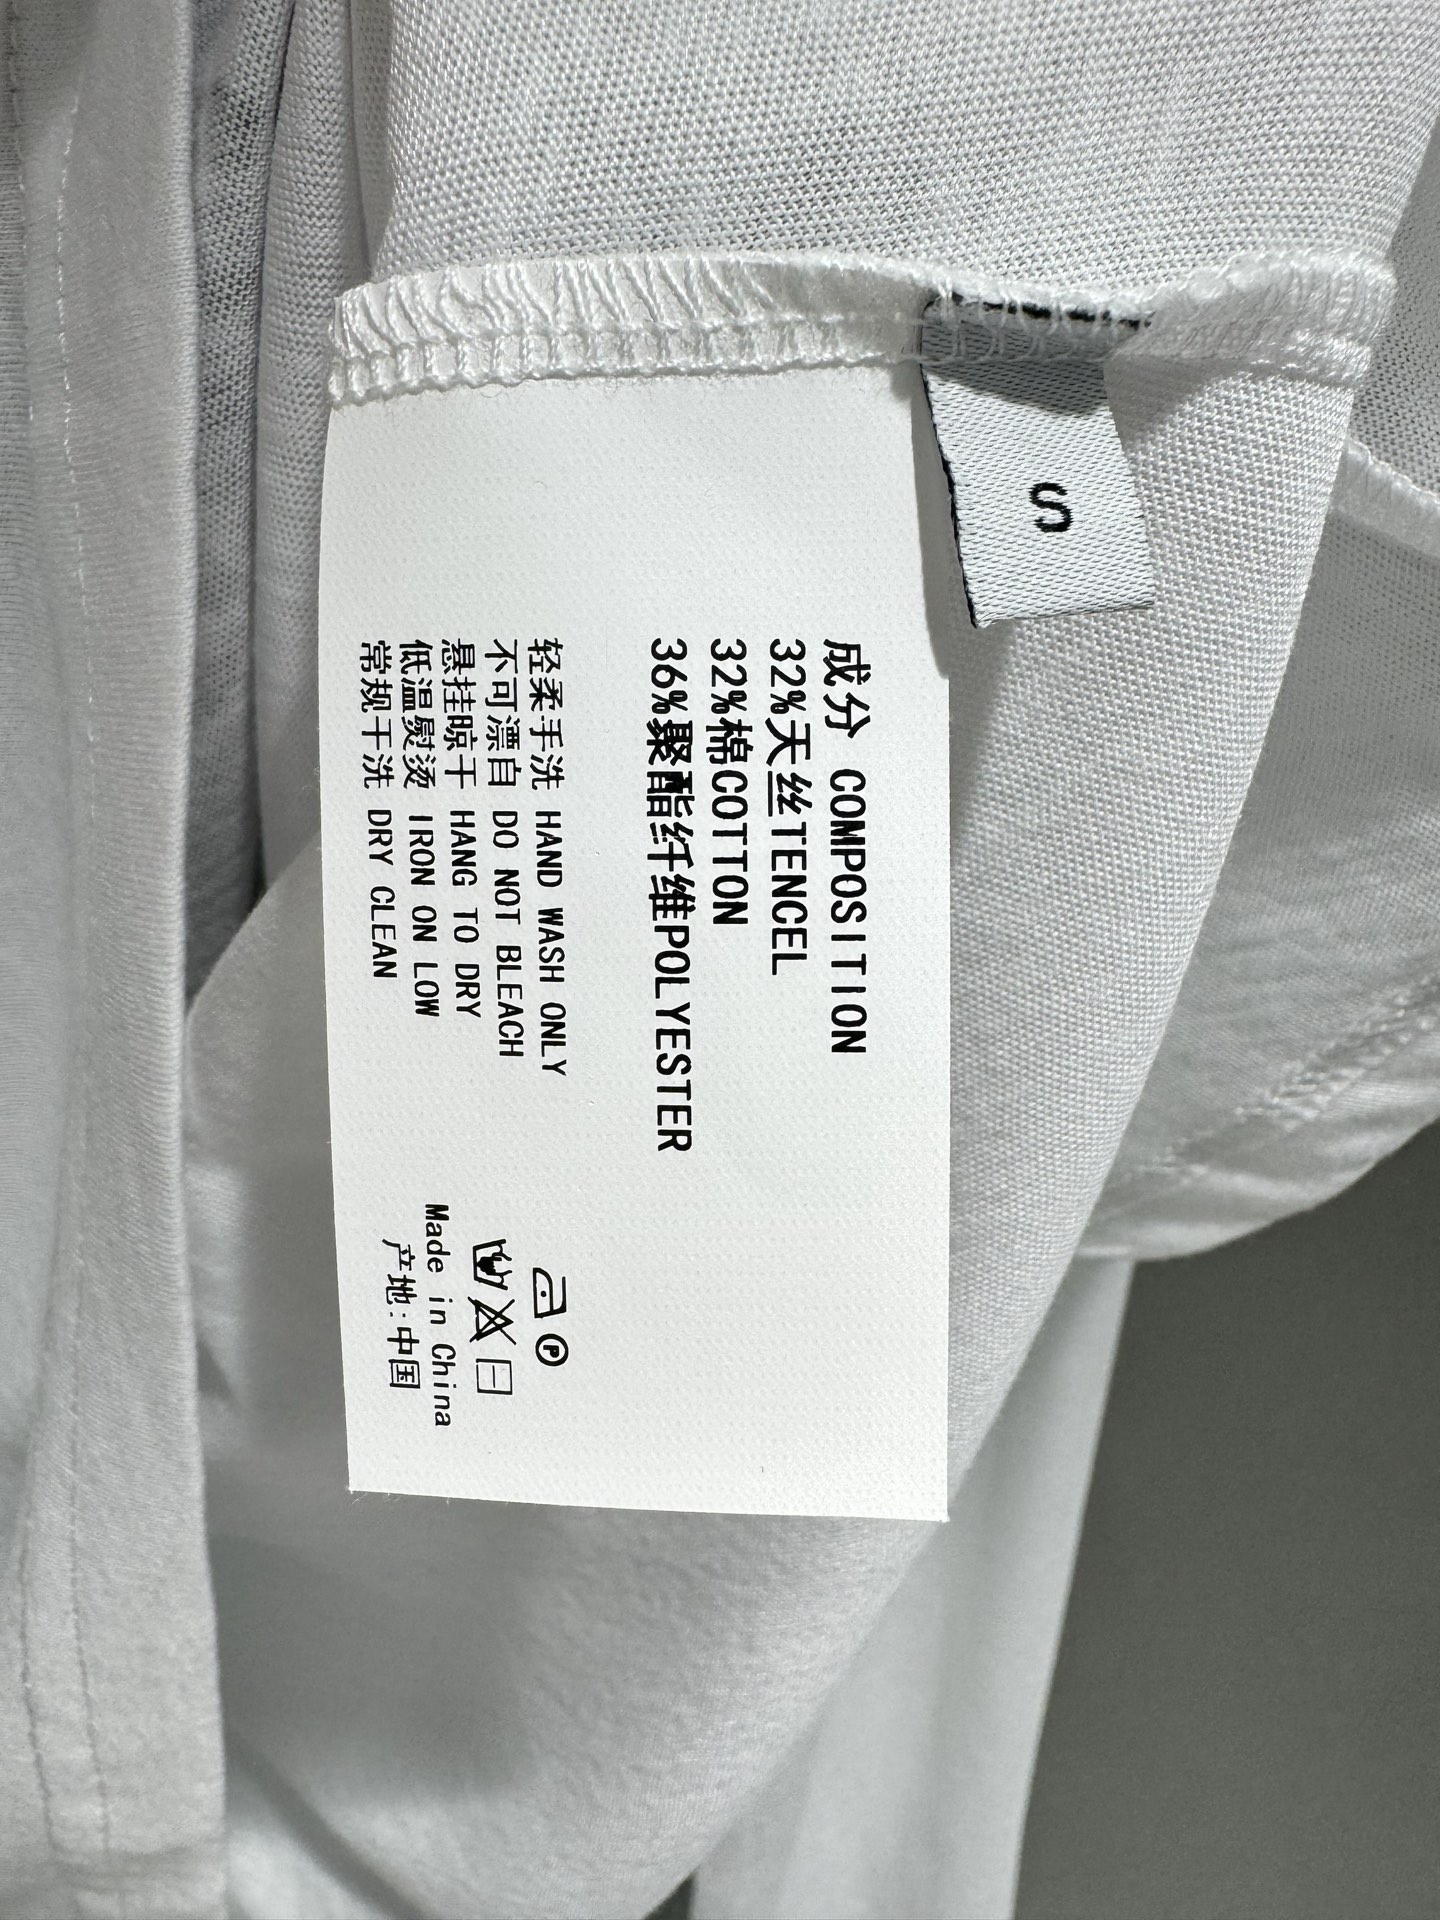 S
成分 COMPOSITION
32%天丝TENCEL
32%棉COTTON
36%聚酯纤维POLYESTER
轻柔手洗 HAND WASH ONLY
不可漂自 DO NOT BLEACH
悬挂晾干 HANG TO DRY
低温熨烫 IRON ON LOW
常规干洗 DRY CLEAN
P
Made in China
产地:中国